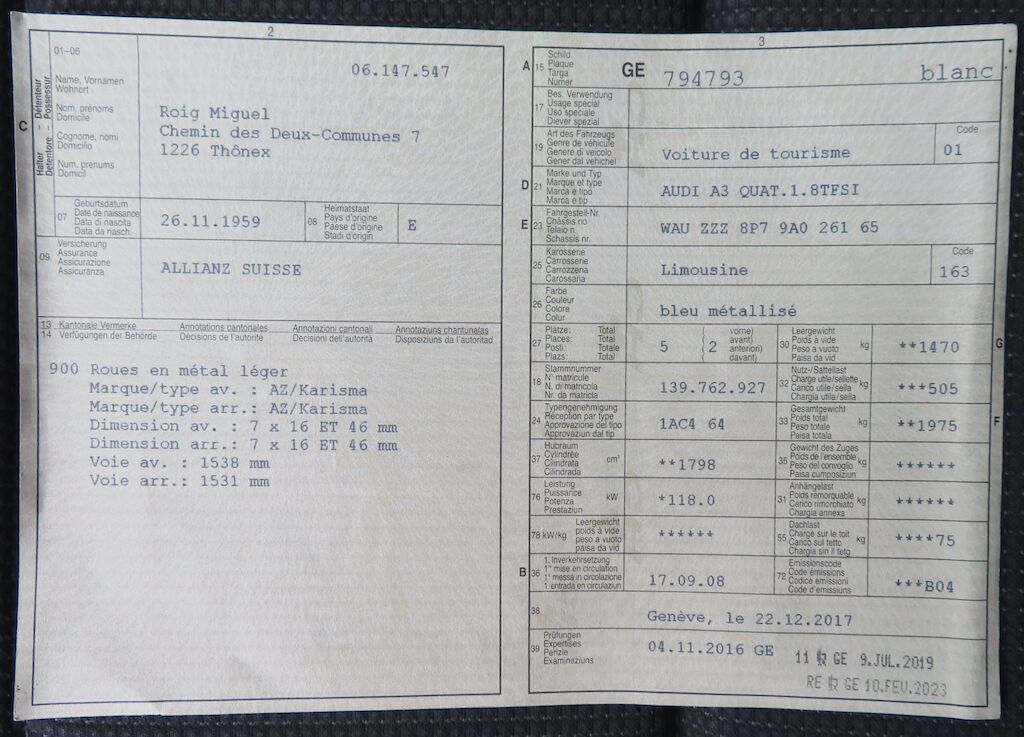 2
01-06
06.147.547
C
Halter – Détenteur
Detentore – Possessur
Name, Vornamen
Wohnort
Nom, prénoms
Domicile
Cognome, nomi
Domicilio
Num, prenums
Domicil
Roig Miguel
Chemin des Deux-Communes 7
1226 Thônex
07
Geburtsdatum
Date de naissance
Data di nascita
Data da nasch.
26.11.1959
08
Heimatstaat
Pays d'origine
Paese d'origine
Stadi d'origin
E
09
Versicherung
Assurance
Assicurazione
Assicuranza
ALLIANZ SUISSE
13 Kantonale Vermerke Annotations cantonales Annotazioni cantonali Annotaziuns chantunalas
14 Verfügungen der Behörde Décisions de l'autorité Decisioni dell'autorità Disposiziuns da l'autoritad
900 Roues en métal léger
Marque/type av. : AZ/Karisma
Marque/type arr.: AZ/Karisma
Dimension av. : 7 x 16 ET 46 mm
Dimension arr.: 7 x 16 ET 46 mm
Voie av. : 1538 mm
Voie arr.: 1531 mm
3
A 15
Schild
Plaque
Targa
Numer
GE 794793 blanc
17
Bes. Verwendung
Usage spécial
Uso speciale
Diever spezial
19
Art des Fahrzeugs
Genre de véhicule
Genere di veicolo
Gener dal vehichel
Voiture de tourisme
Code
01
D 21
Marke und Typ
Marque et type
Marca e tipo
Marca e tip
AUDI A3 QUAT.1.8TFSI
E 23
Fahrgestell-Nr.
Châssis no
Telaio n.
Schassis nr.
WAU ZZZ 8P7 9A0 261 65
25
Karosserie
Carrosserie
Carrozzeria
Carossaria
Limousine
Code
163
26
Farbe
Couleur
Colore
Colur
bleu métallisé
27
Plätze: Total
Places: Total
Posti: Totale
Plazs: Total
5
2
vorne)
avant)
anteriori)
davant)
30
Leergewicht
Poids à vide
Peso a vuoto
Paisa da vid
kg
**1470
G
18
Stammnummer
N° matricule
N. di matricola
Nr. da matricla
139.762.927
32
Nutz-/Sattellast
Charge utile/sellette
Carico utile/sella
Chargia utila/sella
kg
***505
24
Typengenehmigung
Réception par type
Approvazione del tipo
Approvaziun dal tip
1AC4 64
33
Gesamtgewicht
Poids total
Peso totale
Paisa totala
kg
**1975
F
37
Hubraum
Cylindrée
Cilindrata
Cilindrada
cm³
**1798
35
Gewicht des Zuges
Poids de l'ensemble
Peso del convoglio
Paisa cumposiziun
kg
******
76
Leistung
Puissance
Potenza
Prestaziun
kW
*118.0
31
Anhängelast
Poids remorquable
Carico rimorchiato
Chargia annexa
kg
******
78 kW/kg
Leergewicht
poids à vide
peso a vuoto
paisa da vid
******
55
Dachlast
Charge sur le toit
Carico sul tetto
Chargia sin il tetg
kg
****75
B 36
1. Inverkehrsetzung
1re mise en circulation
1a messa in circolazione
1. entrada en circulaziun
17.09.08
72
Emissionscode
Code émissions
Codice emissioni
Code d'emissiuns
***B04
38
Genève, le 22.12.2017
39
Prüfungen
Expertises
Perizie
Examinaziuns
04.11.2016 GE
GE 9.JUL.2019
GE 10.FEV.2023